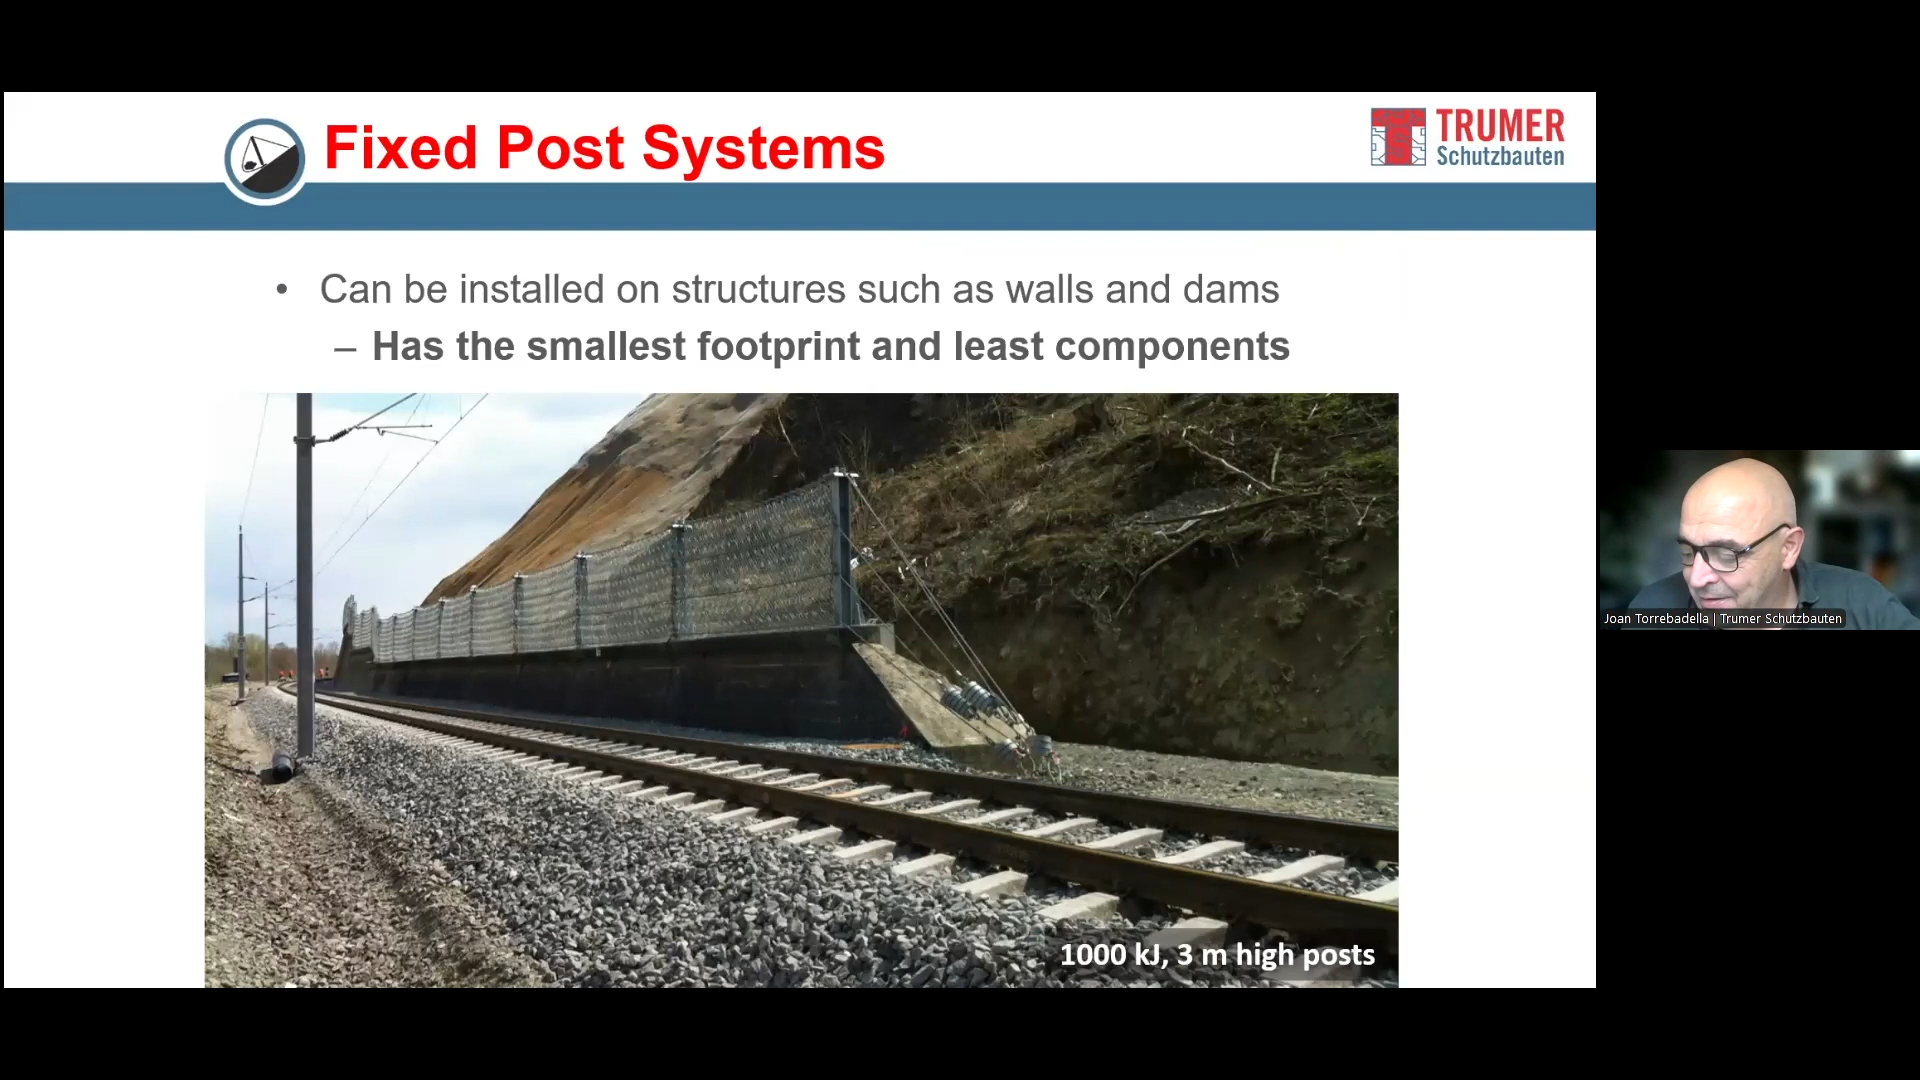 Fixed Post Systems
TRUMER
Schutzbauten
• Can be installed on structures such as walls and dams
– Has the smallest footprint and least components
1000 kJ, 3 m high posts
Joan Torrebadella | Trumer Schutzbauten